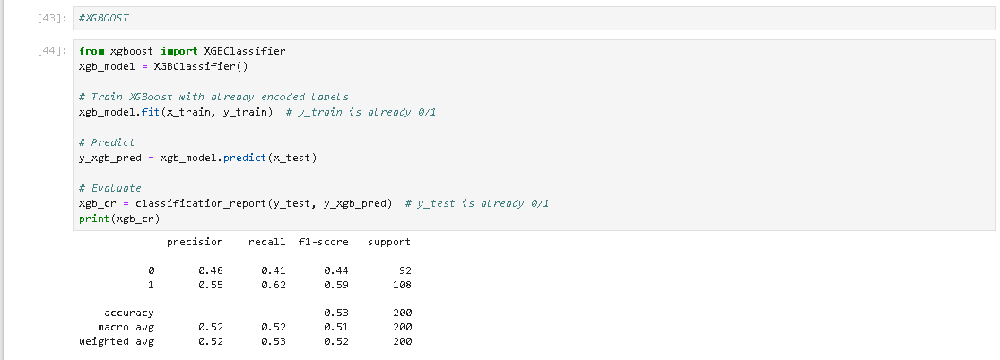 [43]: #XGBOOST
[44]: from xgboost import XGBClassifier
xgb_model = XGBClassifier()
# Train XGBoost with already encoded labels
xgb_model.fit(x_train, y_train)  # y_train is already 0/1
# Predict
y_xgb_pred = xgb_model.predict(x_test)
# Evaluate
xgb_cr = classification_report(y_test, y_xgb_pred)  # y_test is already 0/1
print(xgb_cr)
precision recall f1-score support
0 0.48 0.41 0.44 92
1 0.55 0.62 0.59 108
accuracy 0.53 200
macro avg 0.52 0.52 0.51 200
weighted avg 0.52 0.53 0.52 200